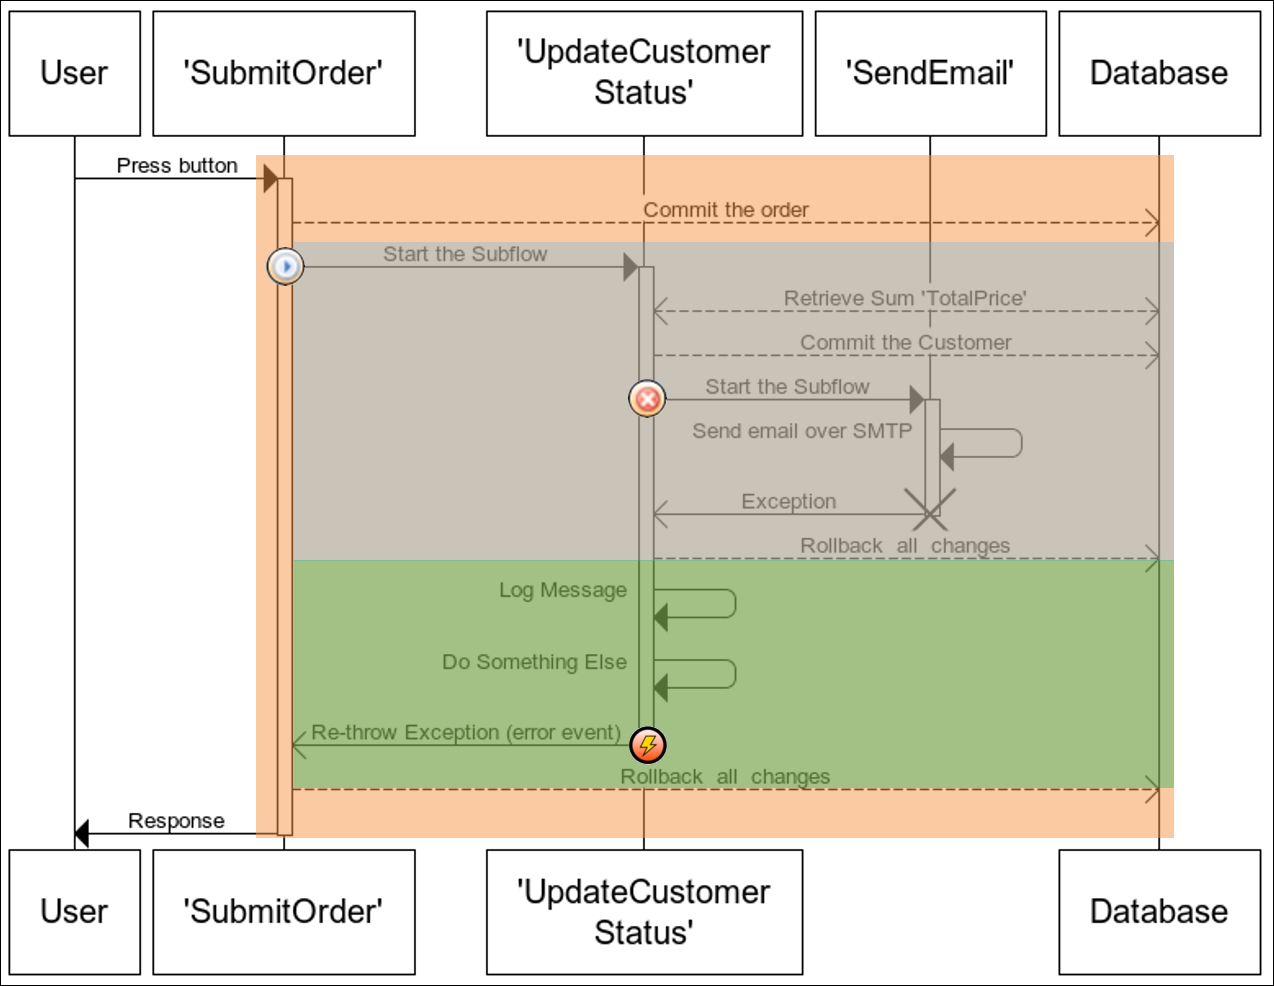 User
'SubmitOrder'
'UpdateCustomer
Status'
'SendEmail'
Database
Press button
Commit the order
Start the Subflow
Retrieve Sum 'TotalPrice'
Commit the Customer
Start the Subflow
Send email over SMTP
Exception
Rollback all changes
Log Message
Do Something Else
Re-throw Exception (error event)
Rollback all changes
Response
User
'SubmitOrder'
'UpdateCustomer
Status'
Database